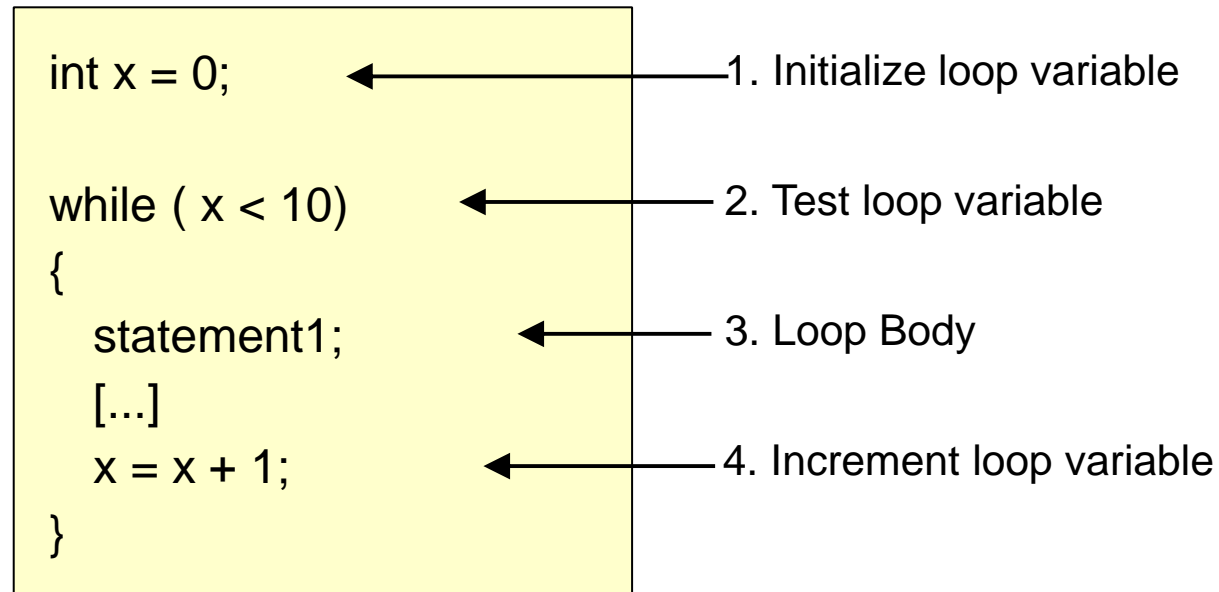 int x = 0;
1. Initialize loop variable
while ( x < 10)
2. Test loop variable
{
statement1;
3. Loop Body
[...]
x = x + 1;
4. Increment loop variable
}